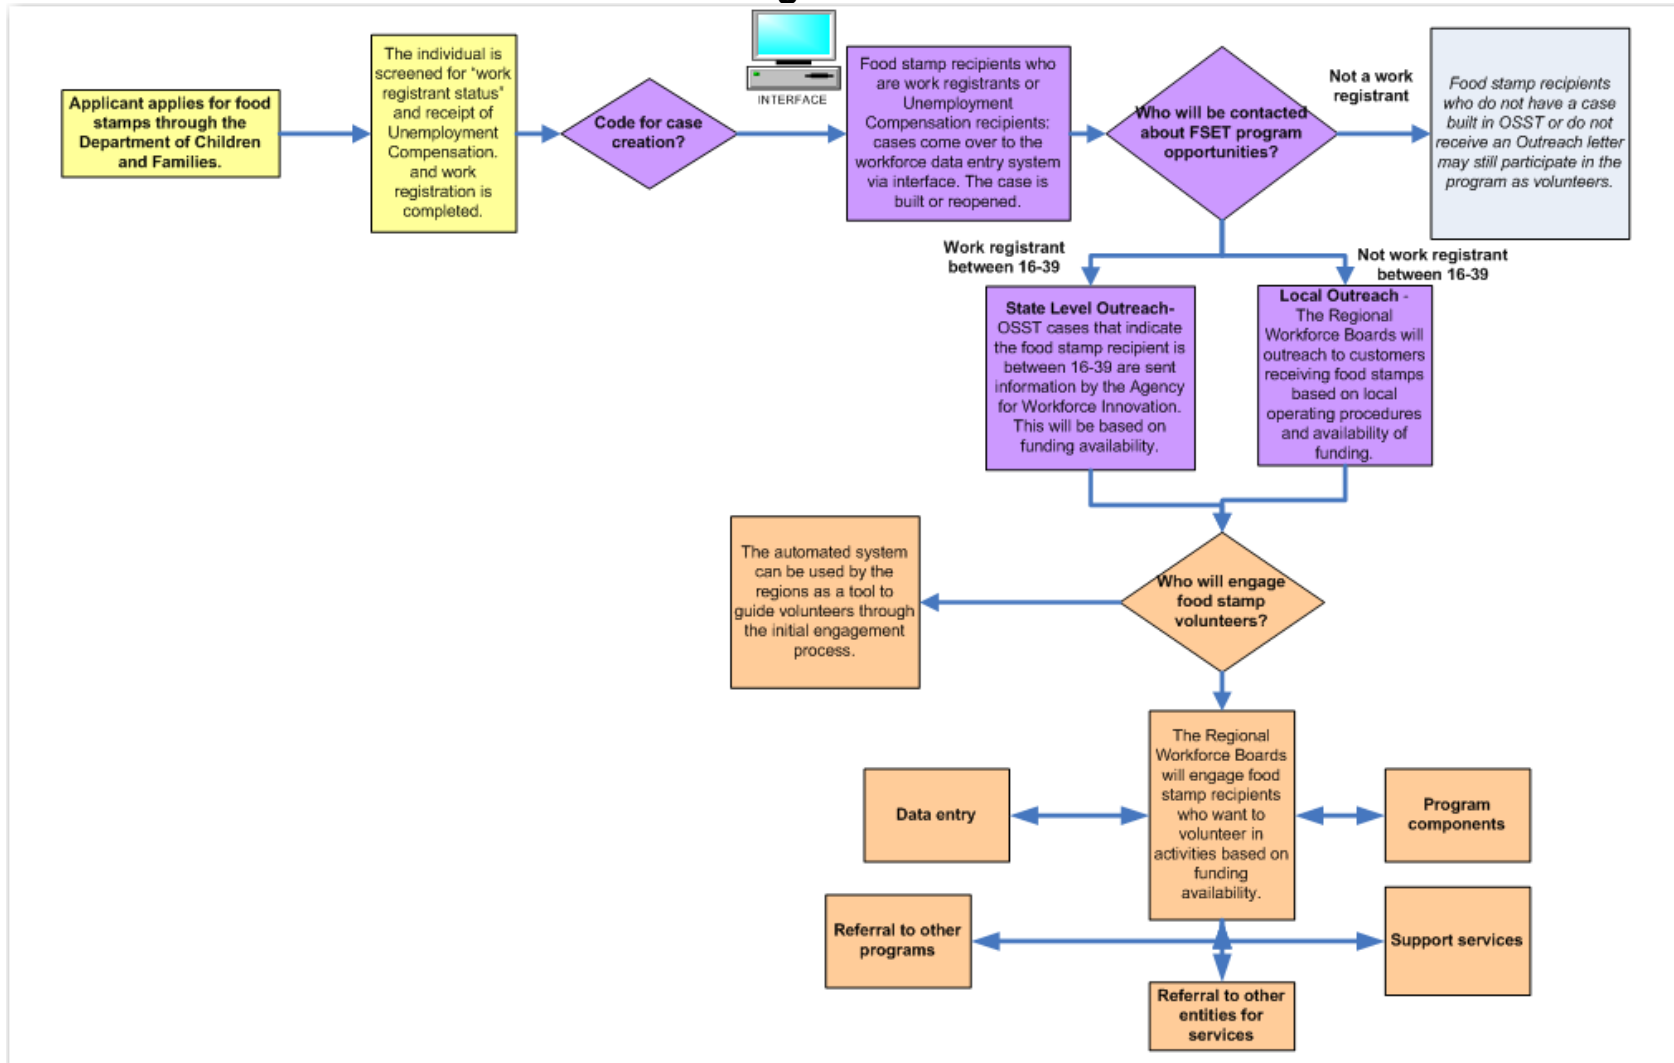 Applicant applies for food
stamps through the
Department of Children
and Families.
The individual is
screened for "work
registrant status"
and receipt of
Unemployment
Compensation.
and work
registration is
completed.
Code for case
creation?
INTERFACE
Food stamp recipients who
are work registrants or
Unemployment
Compensation recipients:
cases come over to the
workforce data entry system
via interface. The case is
built or reopened.
Who will be contacted
about FSET program
opportunities?
Not a work
registrant
Food stamp recipients
who do not have a case
built in OSST or do not
receive an Outreach letter
may still participate in the
program as volunteers.
Work registrant
between 16-39
Not work registrant
between 16-39
State Level Outreach-
OSST cases that indicate
the food stamp recipient is
between 16-39 are sent
information by the Agency
for Workforce Innovation.
This will be based on
funding availability.
Local Outreach -
The Regional
Workforce Boards will
outreach to customers
receiving food stamps
based on local
operating procedures
and availability of
funding.
The automated system
can be used by the
regions as a tool to
guide volunteers through
the initial engagement
process.
Who will engage
food stamp
volunteers?
The Regional
Workforce Boards
will engage food
stamp recipients
who want to
volunteer in
activities based on
funding
availability.
Data entry
Program
components
Referral to other
programs
Support services
Referral to other
entities for
services